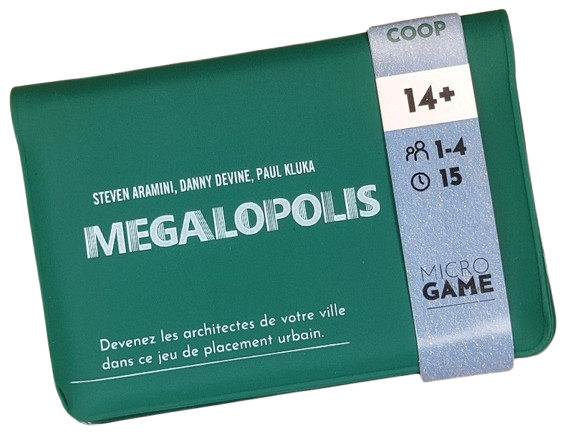 COOP
14+
1-4
15
MICRO
GAME
STEVEN ARAMINI, DANNY DEVINE, PAUL KLUKA
MEGALOPOLIS
Devenez les architectes de votre ville
dans ce jeu de placement urbain.